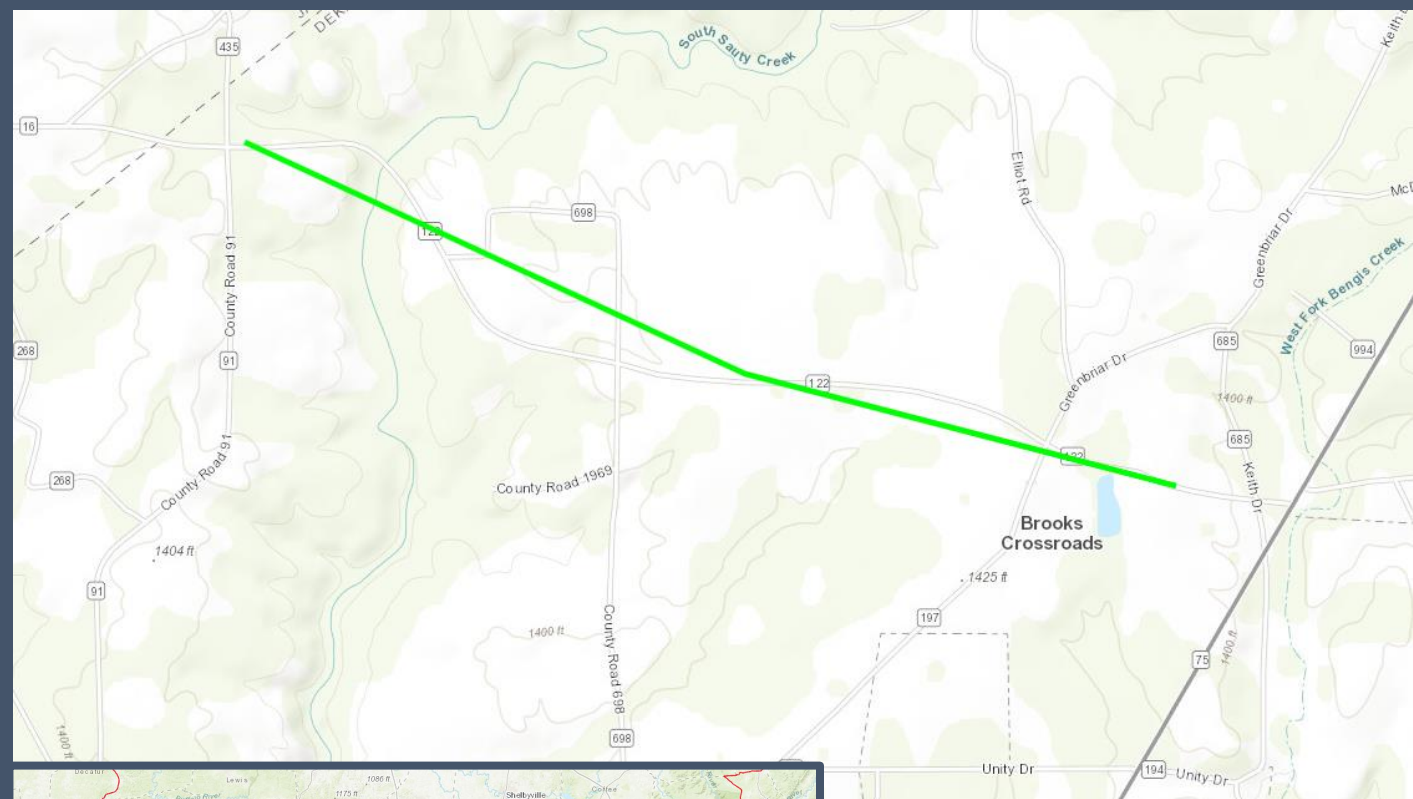 DEK
435
South Sauty Creek
Keith
16
Elliot Rd
McD
698
Greenbriar Dr
122
County Road 91
West Fork Bengis Creek
268
91
685
994
122
Greenbriar Dr
1400 ft
685
County Road 91
268
County Road 1969
Keith Dr
Brooks
Crossroads
1404 ft
1425 ft
91
197
County Road 698
1400 ft
1400 ft
75
698
1400 ft
Unity Dr
194
Unity Dr
Decatur
Lewis
1086 ft
1175 ft
Shelbyville
Coffee